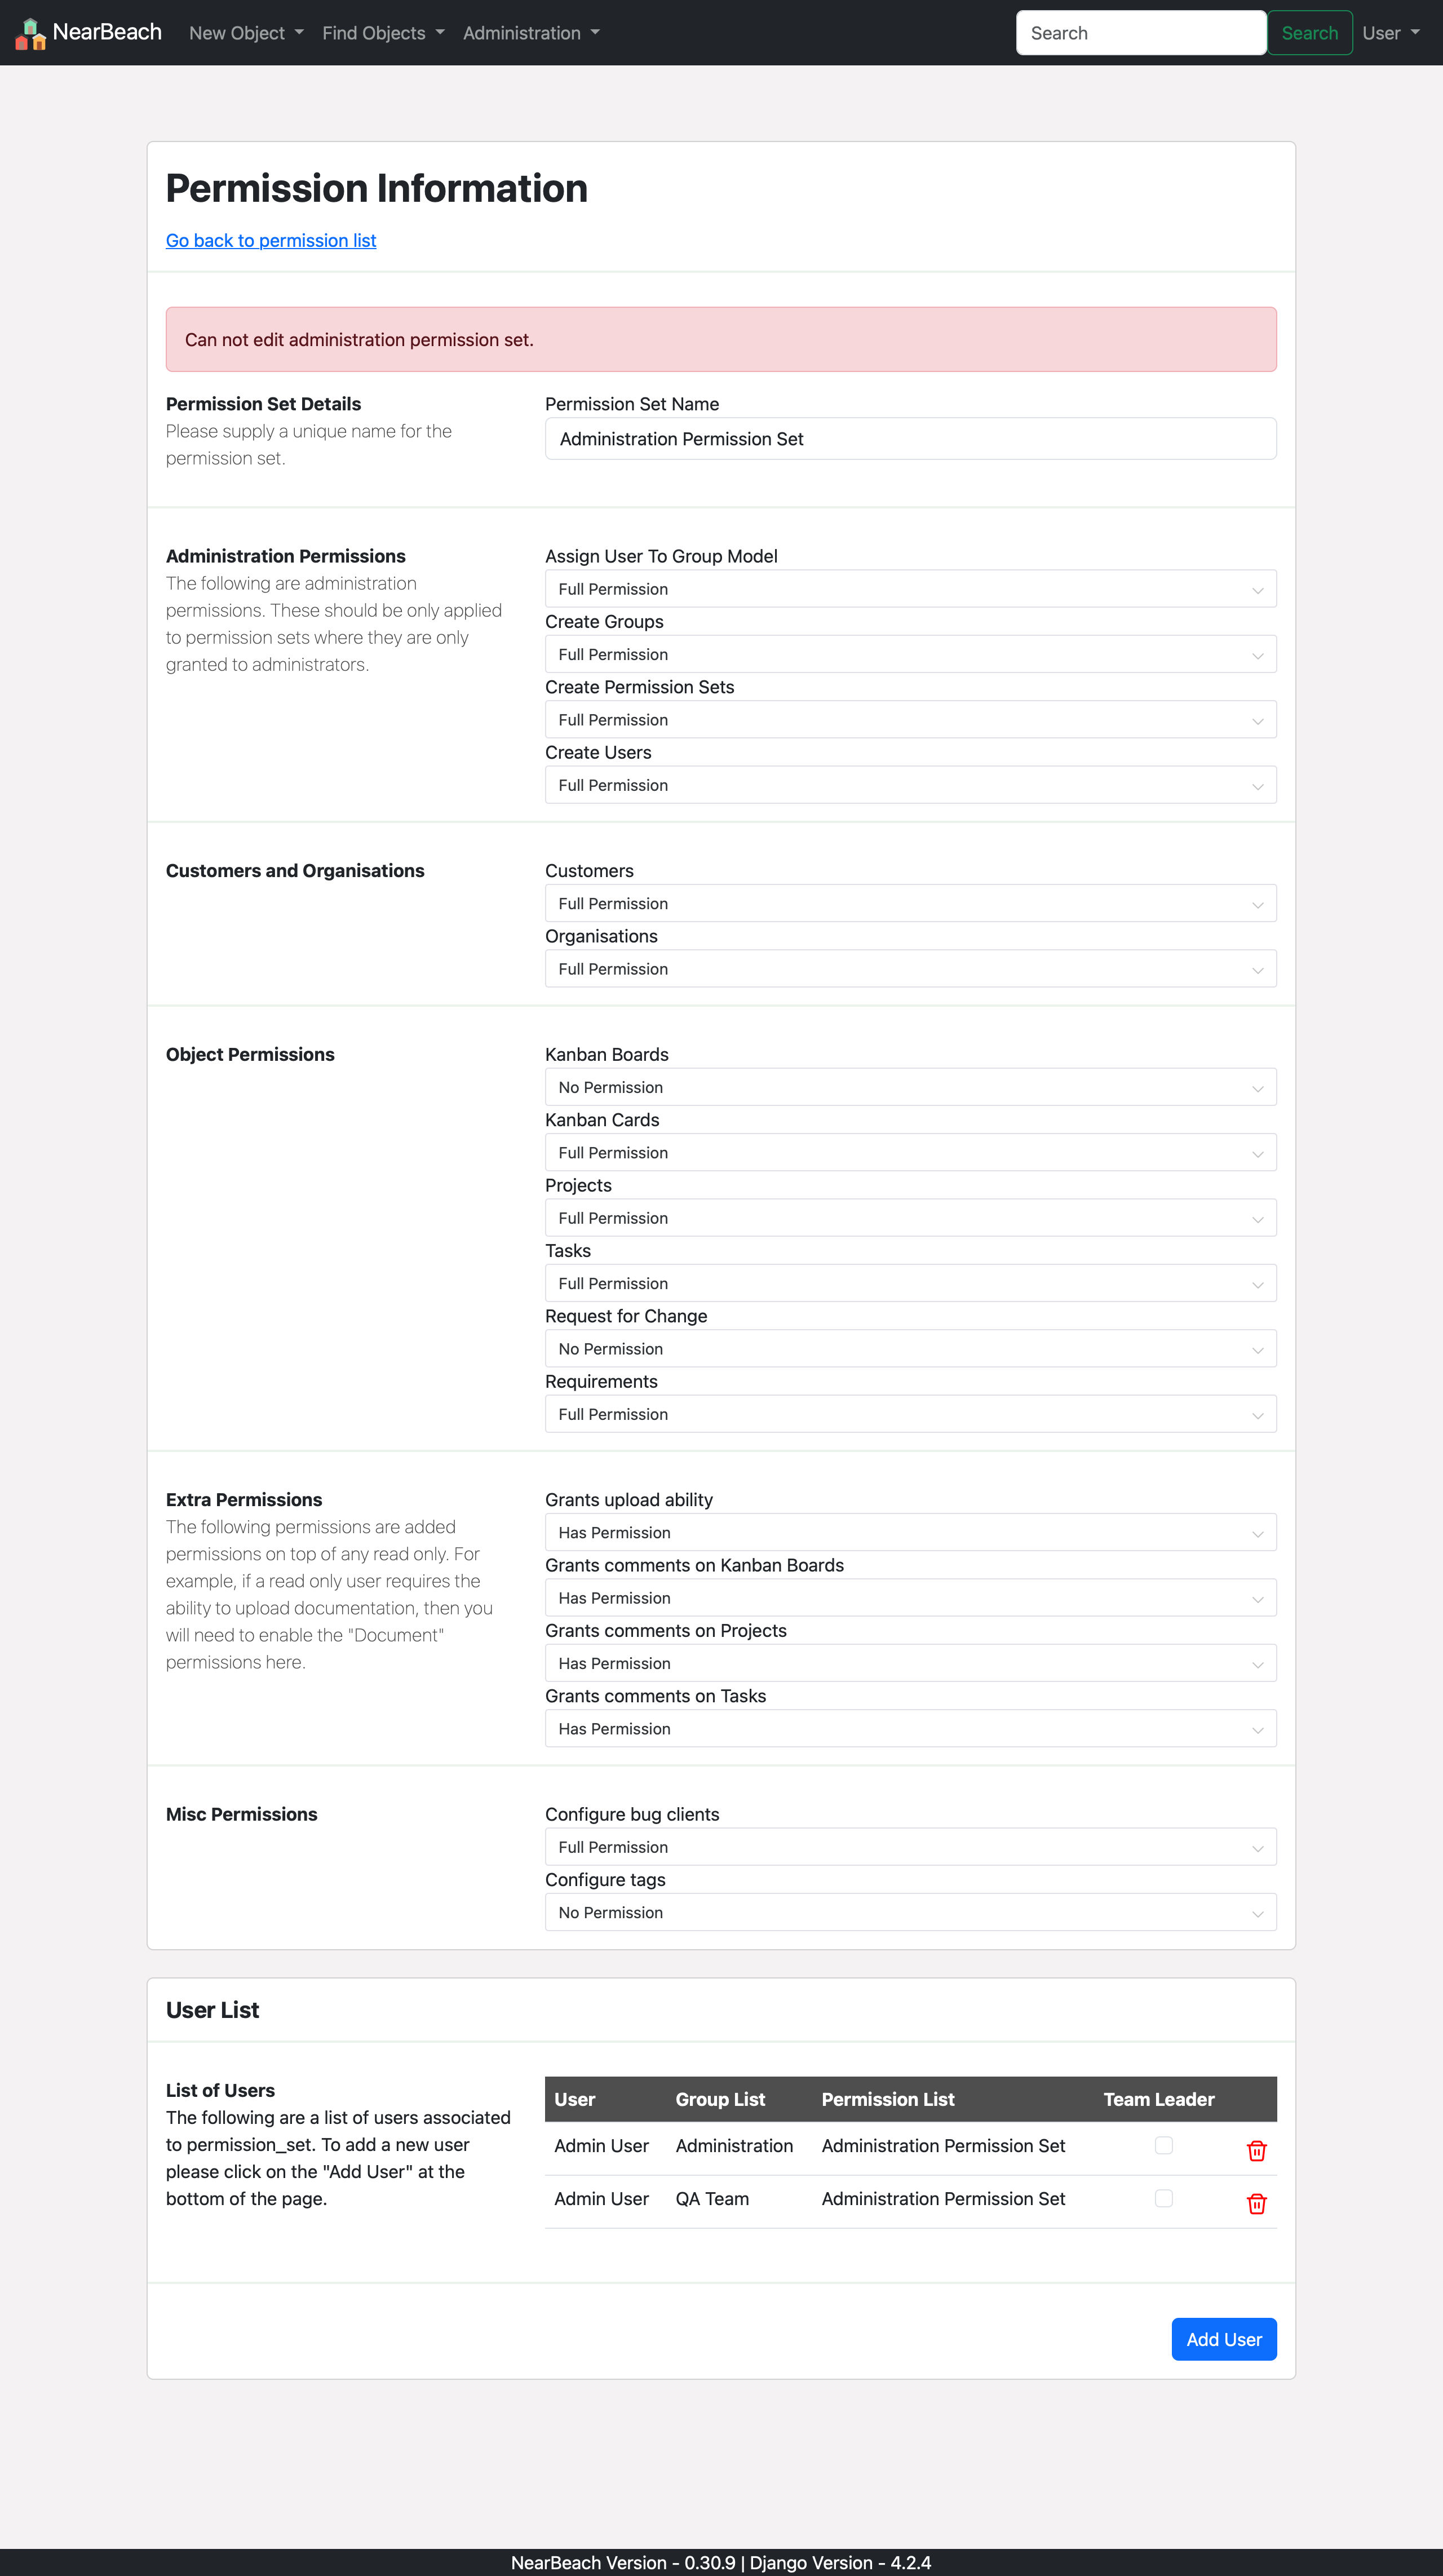 NearBeach New Object Find Objects Administration Search Search User
Permission Information
Go back to permission list
Can not edit administration permission set.
Permission Set Details
Please supply a unique name for the
permission set.
Permission Set Name
Administration Permission Set
Administration Permissions
The following are administration
permissions. These should be only applied
to permission sets where they are only
granted to administrators.
Assign User To Group Model
Full Permission
Create Groups
Full Permission
Create Permission Sets
Full Permission
Create Users
Full Permission
Customers and Organisations
Customers
Full Permission
Organisations
Full Permission
Object Permissions
Kanban Boards
No Permission
Kanban Cards
Full Permission
Projects
Full Permission
Tasks
Full Permission
Request for Change
No Permission
Requirements
Full Permission
Extra Permissions
The following permissions are added
permissions on top of any read only. For
example, if a read only user requires the
ability to upload documentation, then you
will need to enable the "Document"
permissions here.
Grants upload ability
Has Permission
Grants comments on Kanban Boards
Has Permission
Grants comments on Projects
Has Permission
Grants comments on Tasks
Has Permission
Misc Permissions
Configure bug clients
Full Permission
Configure tags
No Permission
User List
List of Users
The following are a list of users associated
to permission_set. To add a new user
please click on the "Add User" at the
bottom of the page.
User Group List Permission List Team Leader
Admin User Administration Administration Permission Set
Admin User QA Team Administration Permission Set
Add User
NearBeach Version - 0.30.9 | Django Version - 4.2.4